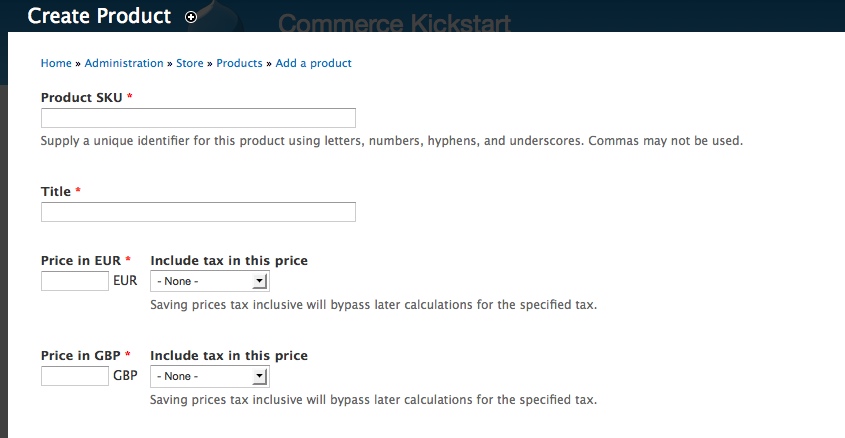 Create Product
Commerce Kickstart
Home » Administration » Store » Products » Add a product
Product SKU *
Supply a unique identifier for this product using letters, numbers, hyphens, and underscores. Commas may not be used.
Title *
Price in EUR * Include tax in this price
EUR - None -
Saving prices tax inclusive will bypass later calculations for the specified tax.
Price in GBP * Include tax in this price
GBP - None -
Saving prices tax inclusive will bypass later calculations for the specified tax.